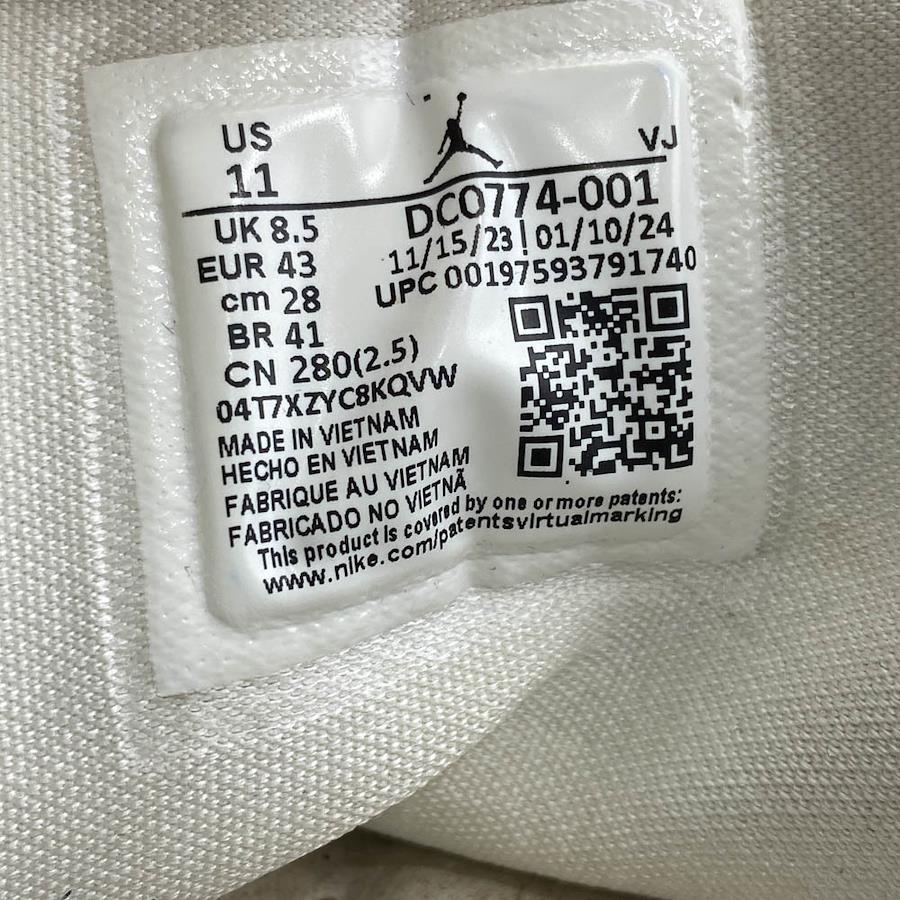 US
11
VJ
DC0774-001
UK 8.5
11/15/23 | 01/10/24
EUR 43
UPC 00197593791740
cm 28
BR 41
CN 280(2.5)
04T7XZYC8KQVW
MADE IN VIETNAM
HECHO EN VIETNAM
FABRIQUE AU VIETNAM
FABRICADO NO VIETNÃ
This product is covered by one or more patents:
www.nike.com/patentsvirtualmarking